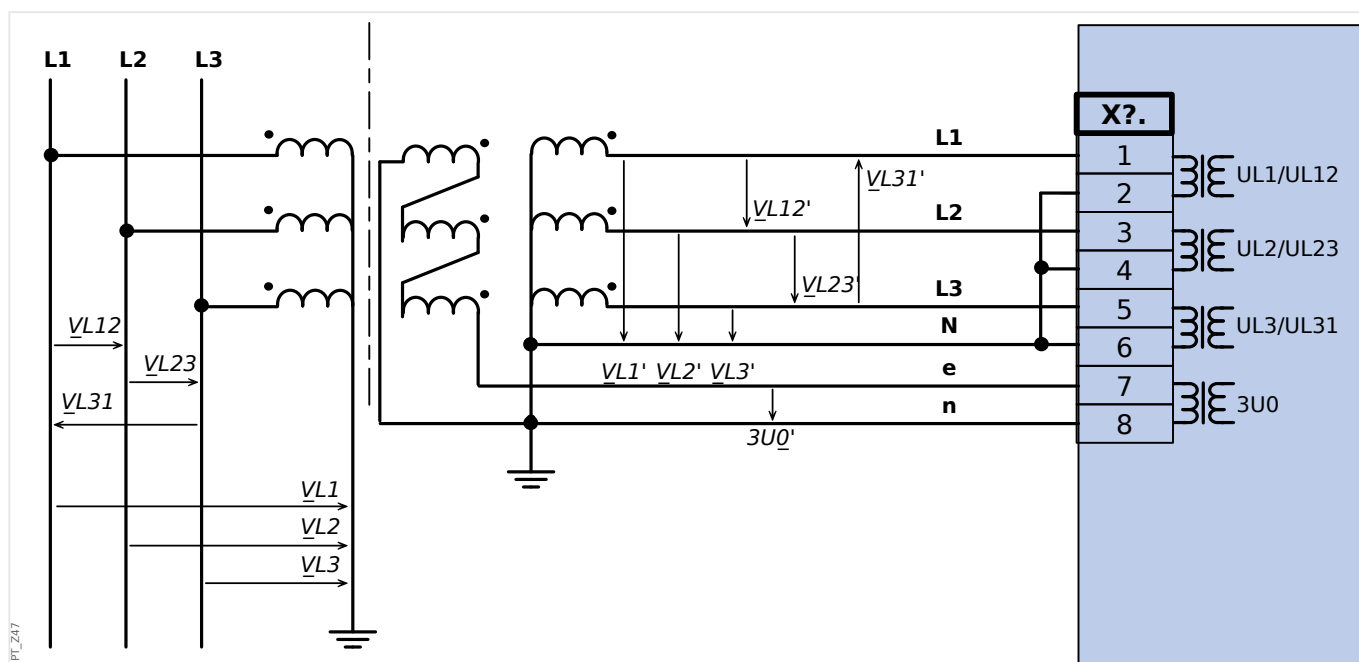 L1 L2 L3
X?.
1
2
3
4
5
6
7
8
UL1/UL12
UL2/UL23
UL3/UL31
3U0
L1
L2
L3
N
e
n
VL31'
VL12'
VL23'
VL1' VL2' VL3'
3U0'
VL12
VL23
VL31
VL1
VL2
VL3
PT_Z47